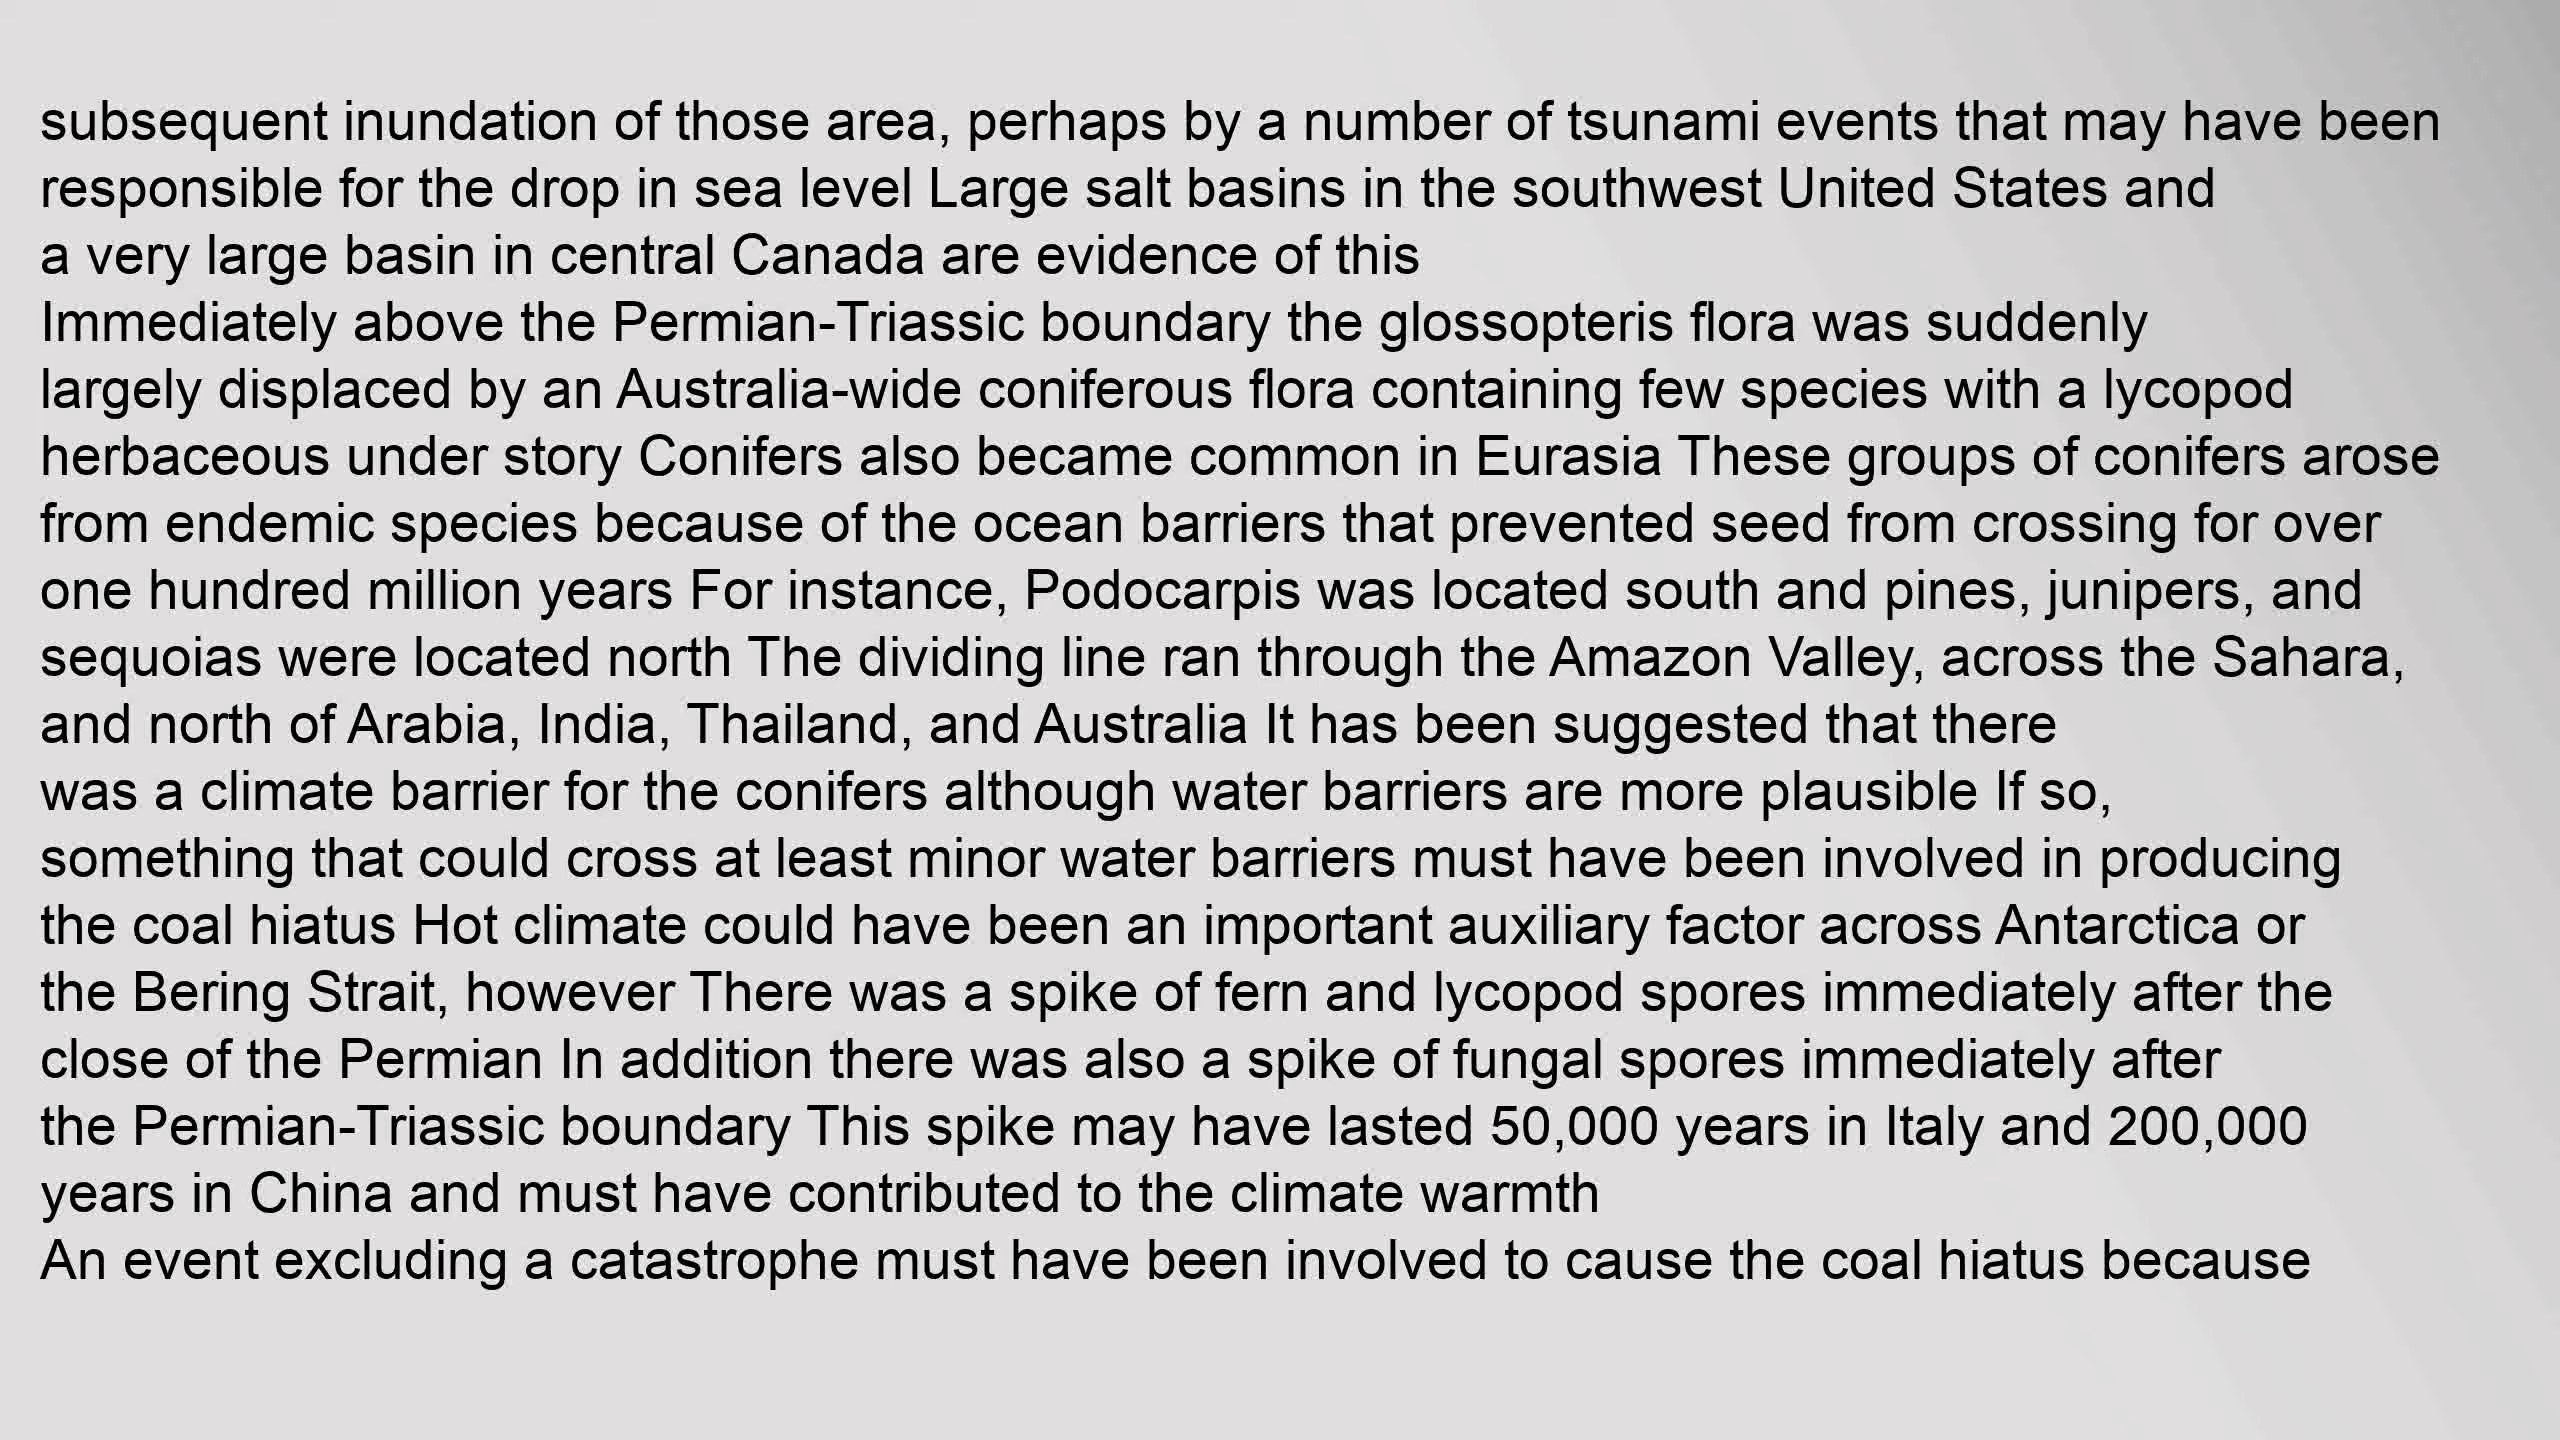 subsequent inundation of those area, perhaps by a number of tsunami events that may have been
responsible for the drop in sea level Large salt basins in the southwest United States and
a very large basin in central Canada are evidence of this
Immediately above the Permian-Triassic boundary the glossopteris flora was suddenly
largely displaced by an Australia-wide coniferous flora containing few species with a lycopod
herbaceous under story Conifers also became common in Eurasia These groups of conifers arose
from endemic species because of the ocean barriers that prevented seed from crossing for over
one hundred million years For instance, Podocarpis was located south and pines, junipers, and
sequoias were located north The dividing line ran through the Amazon Valley, across the Sahara,
and north of Arabia, India, Thailand, and Australia It has been suggested that there
was a climate barrier for the conifers although water barriers are more plausible If so,
something that could cross at least minor water barriers must have been involved in producing
the coal hiatus Hot climate could have been an important auxiliary factor across Antarctica or
the Bering Strait, however There was a spike of fern and lycopod spores immediately after the
close of the Permian In addition there was also a spike of fungal spores immediately after
the Permian-Triassic boundary This spike may have lasted 50,000 years in Italy and 200,000
years in China and must have contributed to the climate warmth
An event excluding a catastrophe must have been involved to cause the coal hiatus because